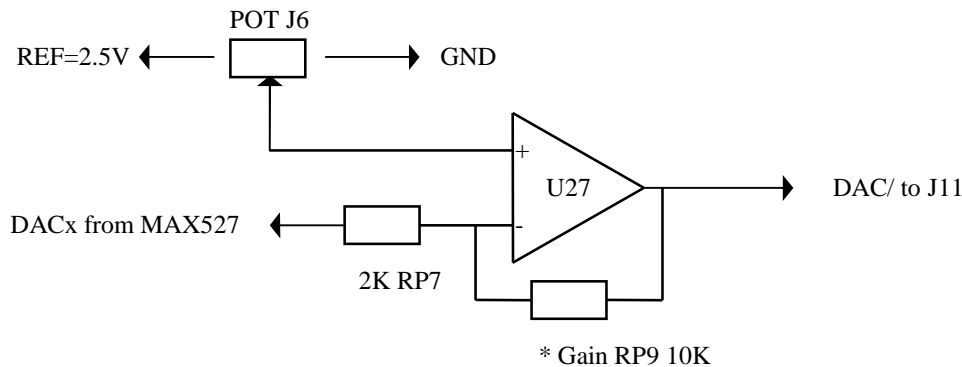 POT J6
REF=2.5V
GND
+
U27
DAC/ to J11
DACx from MAX527
-
2K RP7
* Gain RP9 10K